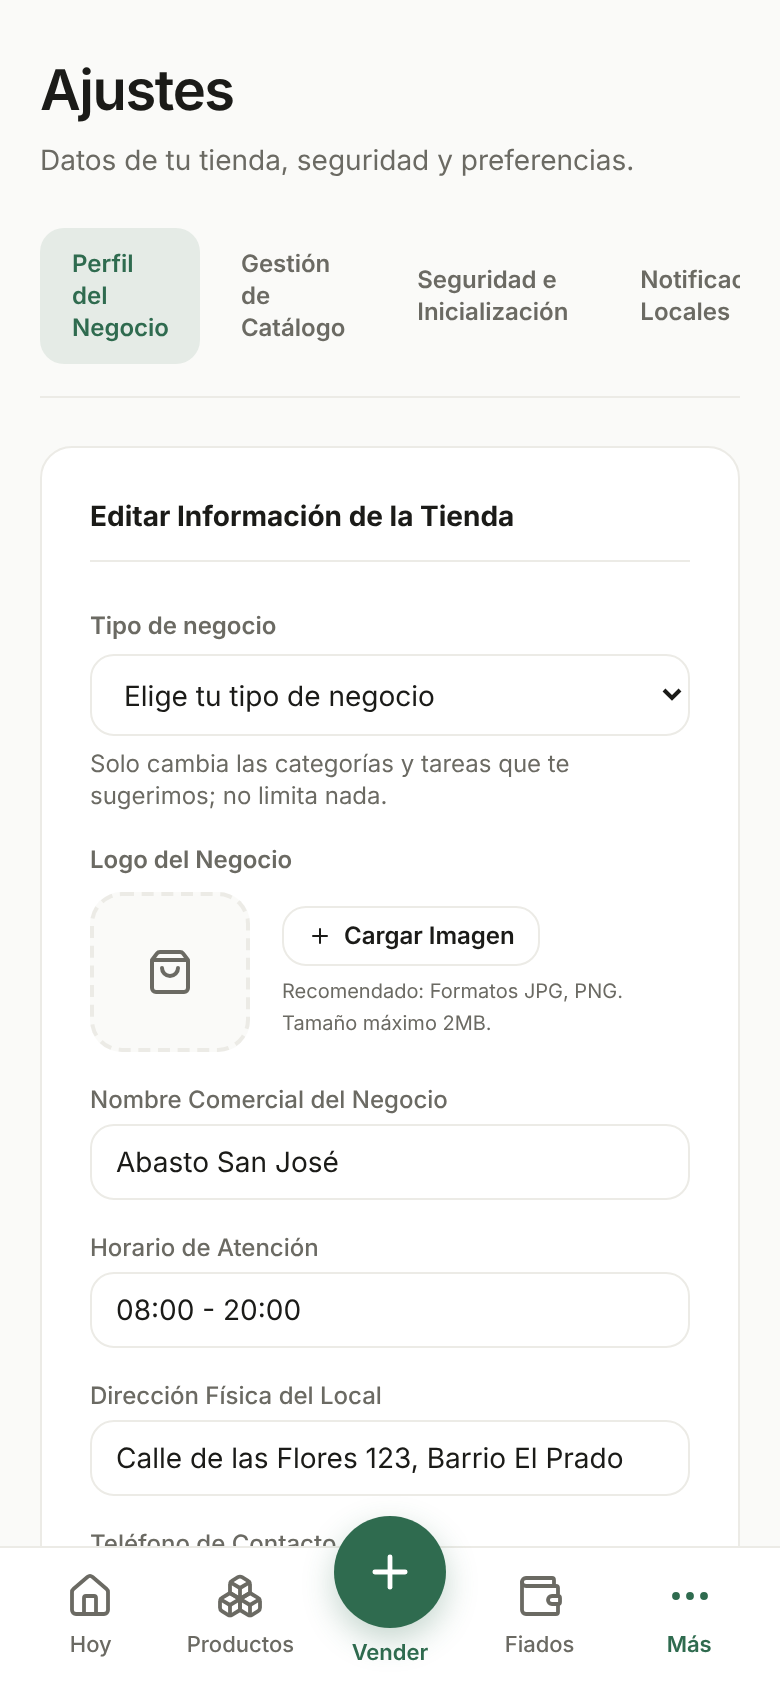 Ajustes
Datos de tu tienda, seguridad y preferencias.
Perfil
del
Negocio
Gestión
de
Catálogo
Seguridad e
Inicialización
Locales
Editar Información de la Tienda
Tipo de negocio
Elige tu tipo de negocio
Solo cambia las categorías y tareas que te
sugerimos; no limita nada.
Logo del Negocio
+ Cargar Imagen
Recomendado: Formatos JPG, PNG.
Tamaño máximo 2MB.
Nombre Comercial del Negocio
Abasto San José
Horario de Atención
08:00 - 20:00
Dirección Física del Local
Calle de las Flores 123, Barrio El Prado
Teléfono de Contacto
Hoy
Productos
Vender
Fiados
Más